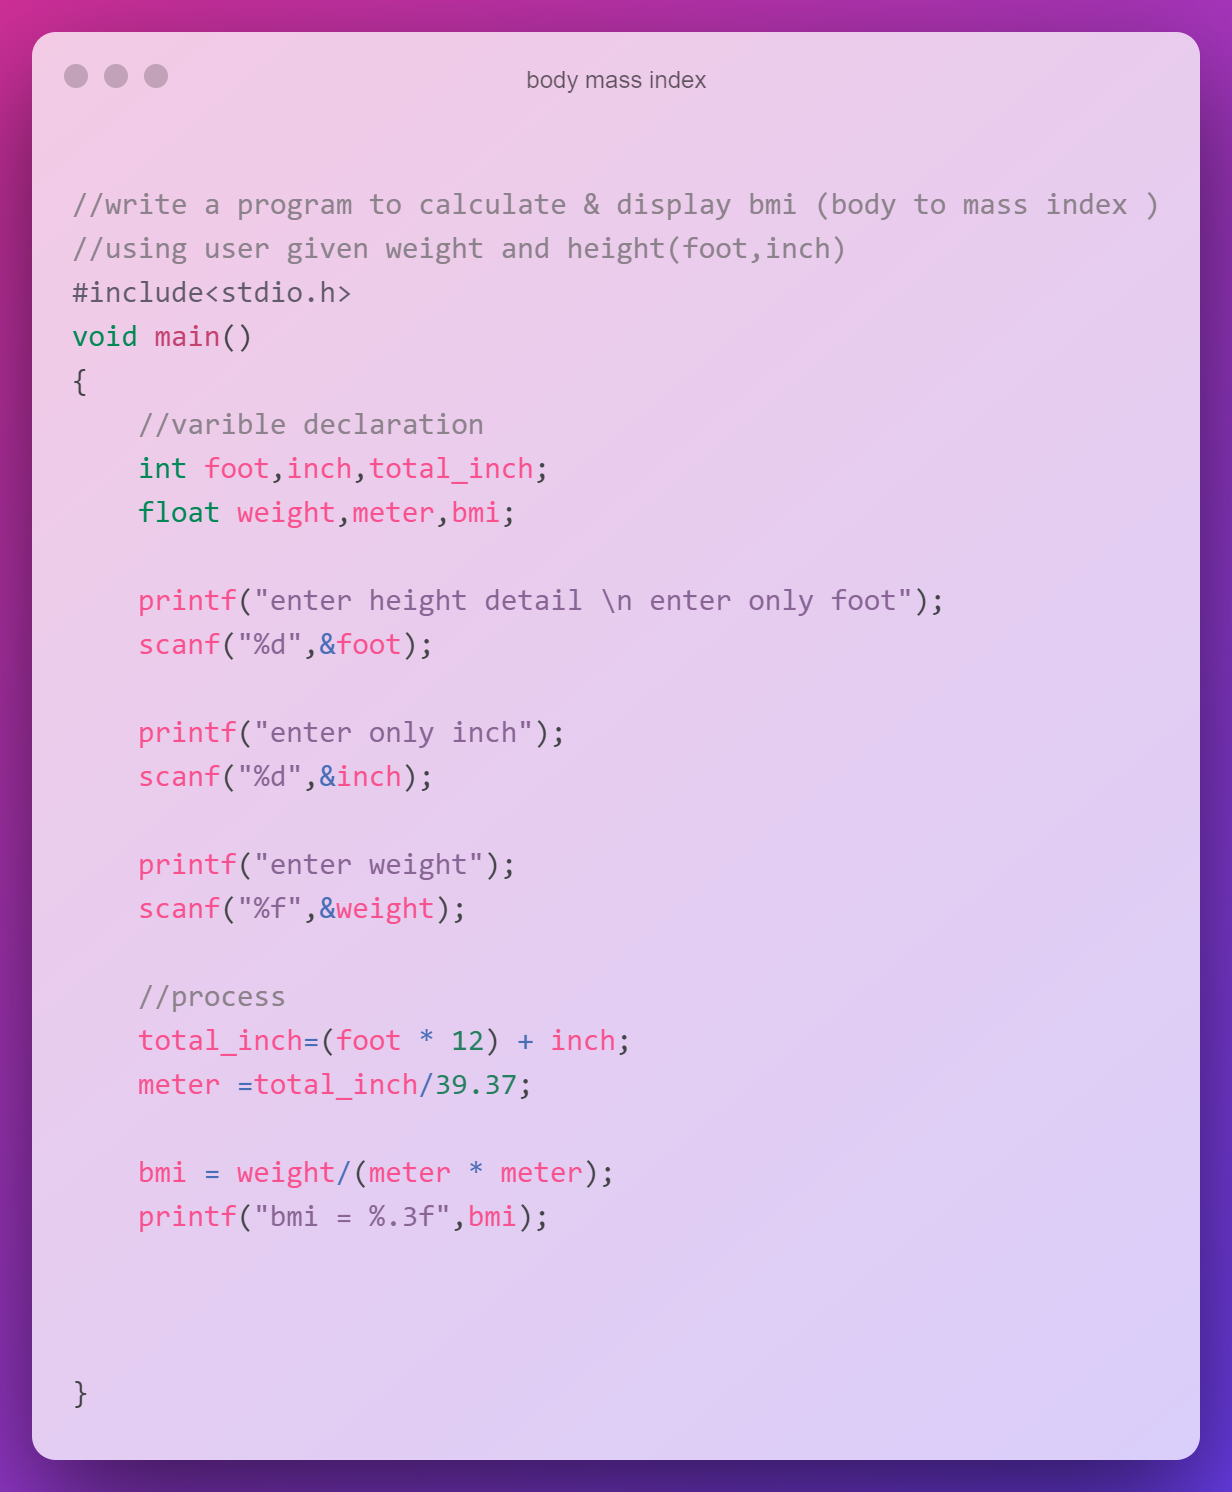 body mass index
//write a program to calculate & display bmi (body to mass index )
//using user given weight and height(foot,inch)
#include<stdio.h>
void main()
{
    //varible declaration
    int foot,inch,total_inch;
    float weight,meter,bmi;
    printf("enter height detail \n enter only foot");
    scanf("%d",&foot);
    printf("enter only inch");
    scanf("%d",&inch);
    printf("enter weight");
    scanf("%f",&weight);
    //process
    total_inch=(foot * 12) + inch;
    meter =total_inch/39.37;
    bmi = weight/(meter * meter);
    printf("bmi = %.3f",bmi);
}